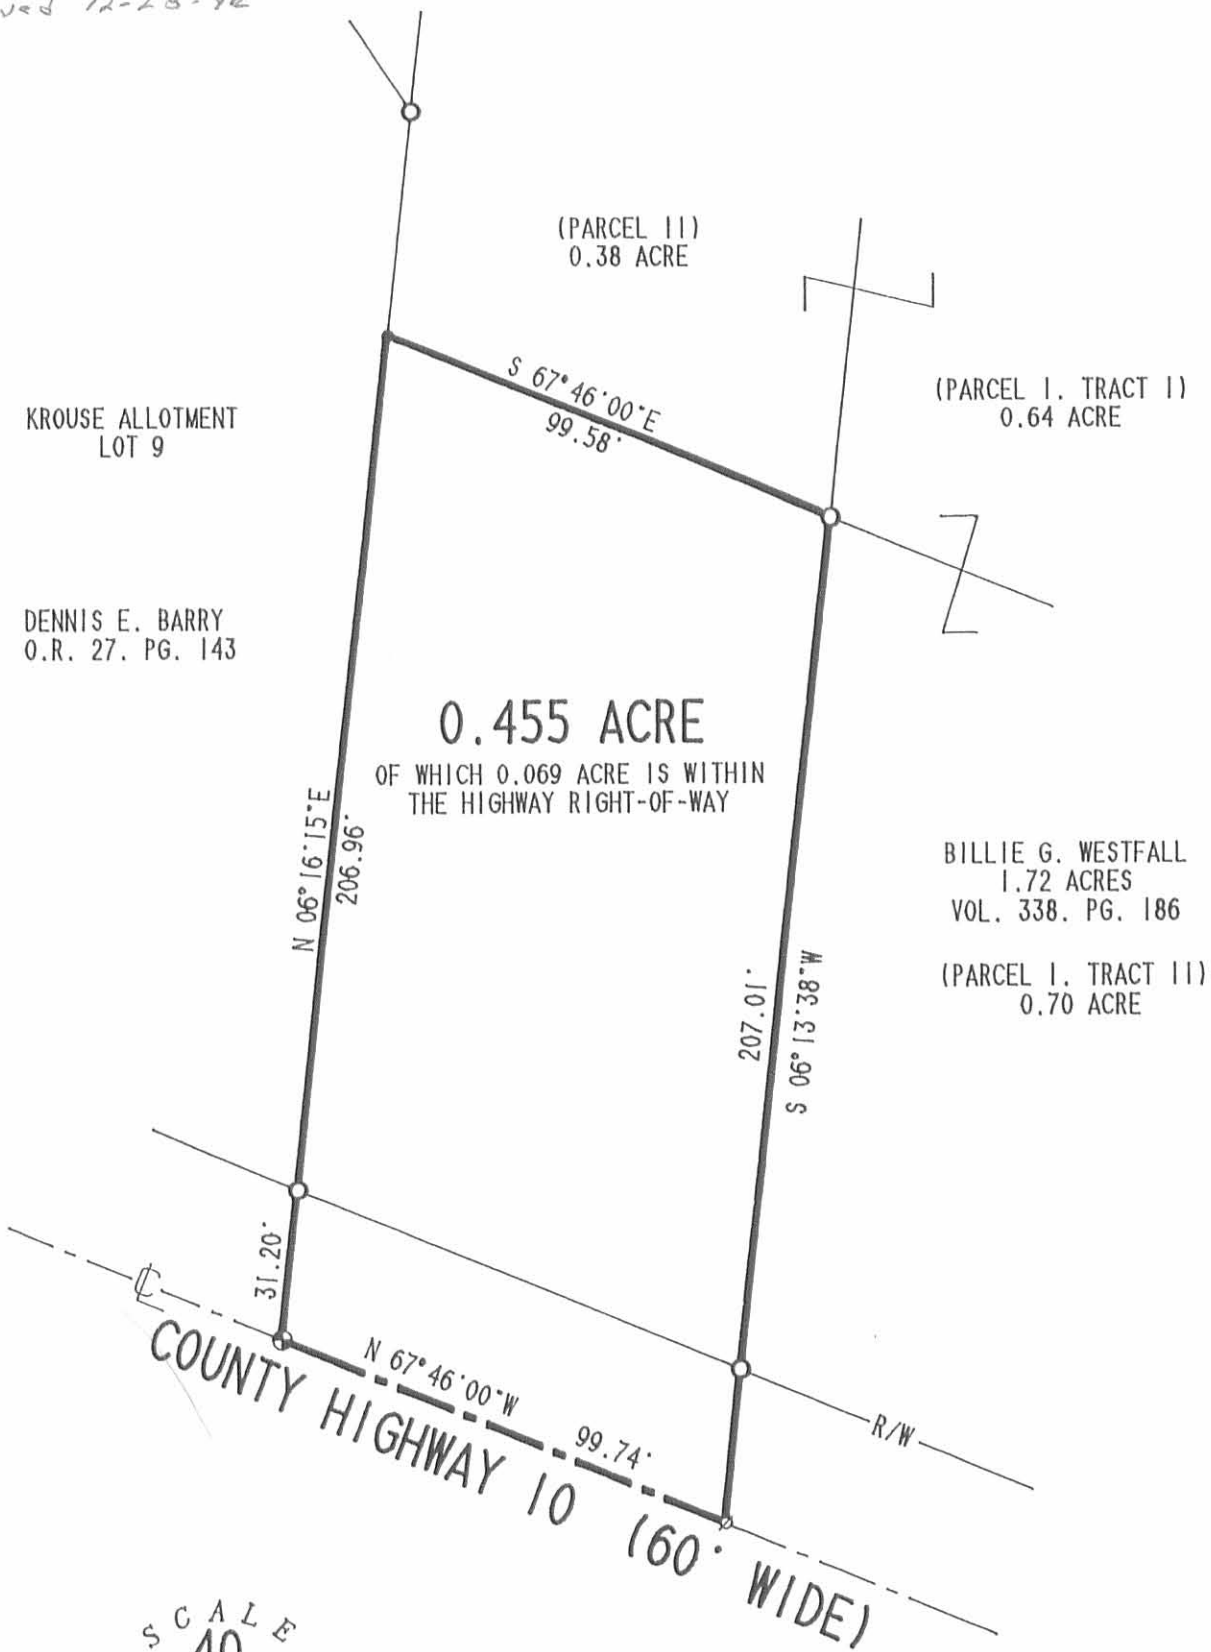 12-28-92
(PARCEL II)
0.38 ACRE
S 67°46'00"E
99.58'
(PARCEL I. TRACT I)
0.64 ACRE
KROUSE ALLOTMENT
LOT 9
DENNIS E. BARRY
O.R. 27. PG. 143
0.455 ACRE
OF WHICH 0.069 ACRE IS WITHIN
THE HIGHWAY RIGHT-OF-WAY
N 06°16'15"E
206.96'
BILLIE G. WESTFALL
1.72 ACRES
VOL. 338. PG. 186
(PARCEL I. TRACT II)
0.70 ACRE
207.01'
S 06°13'38"W
31.20'
℄
N 67°46'00"W
99.74'
R/W
COUNTY HIGHWAY 10 (60' WIDE)
SCALE
40